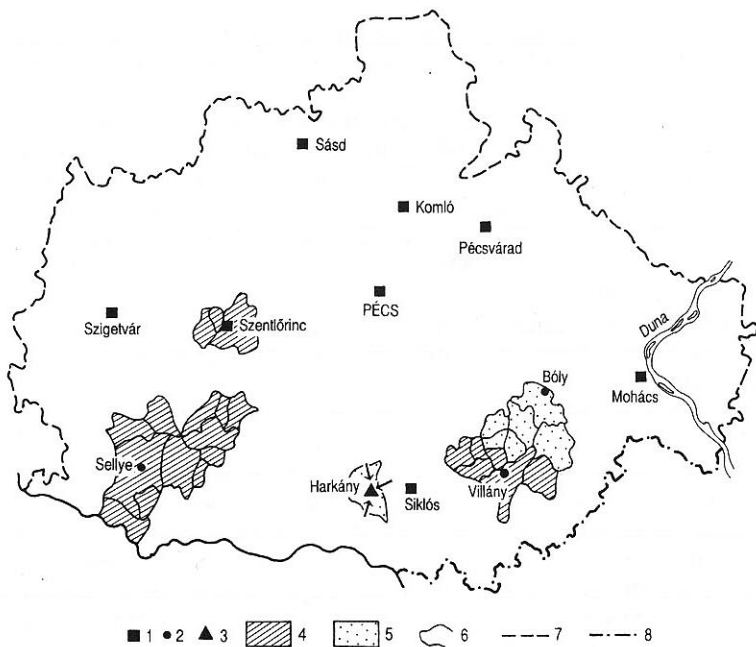 Sásd
Komló
Pécsvárad
PÉCS
Szigetvár
Szentlőrinc
Duna
Mohács
Bóly
Sellye
Harkány
Siklós
Villány
1 2 3 4 5 6 7 8